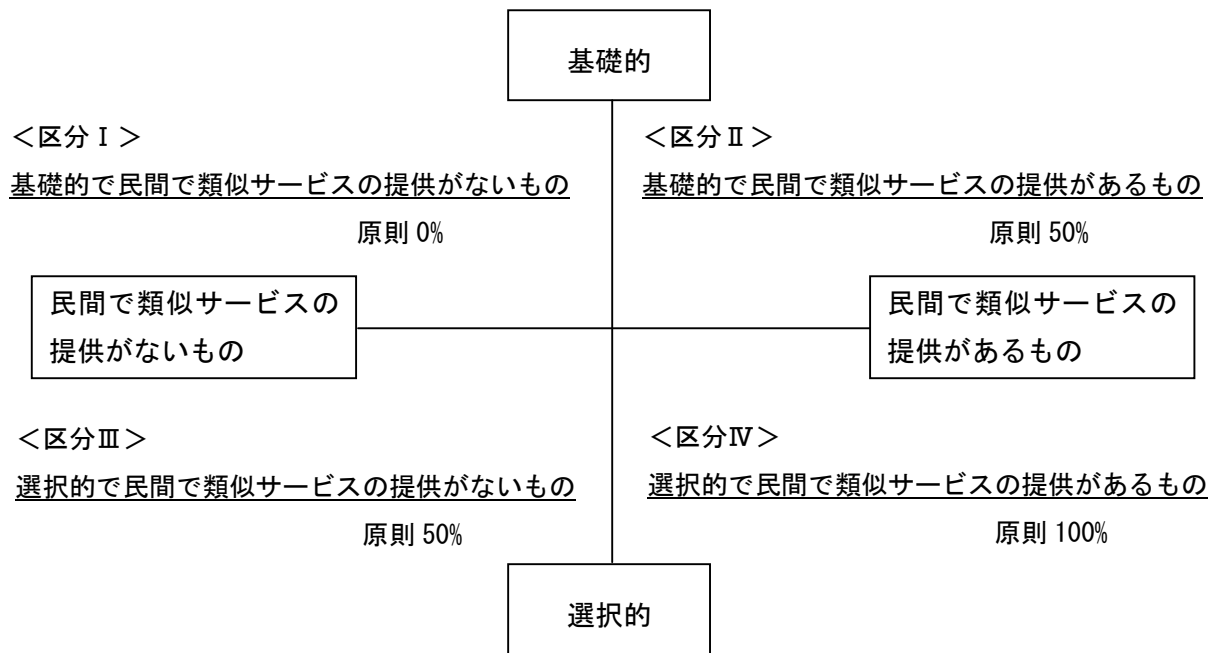 基礎的
＜区分Ⅰ＞
基礎的で民間で類似サービスの提供がないもの
原則 0%
＜区分Ⅱ＞
基礎的で民間で類似サービスの提供があるもの
原則 50%
民間で類似サービスの
提供がないもの
民間で類似サービスの
提供があるもの
＜区分Ⅲ＞
選択的で民間で類似サービスの提供がないもの
原則 50%
＜区分Ⅳ＞
選択的で民間で類似サービスの提供があるもの
原則 100%
選択的